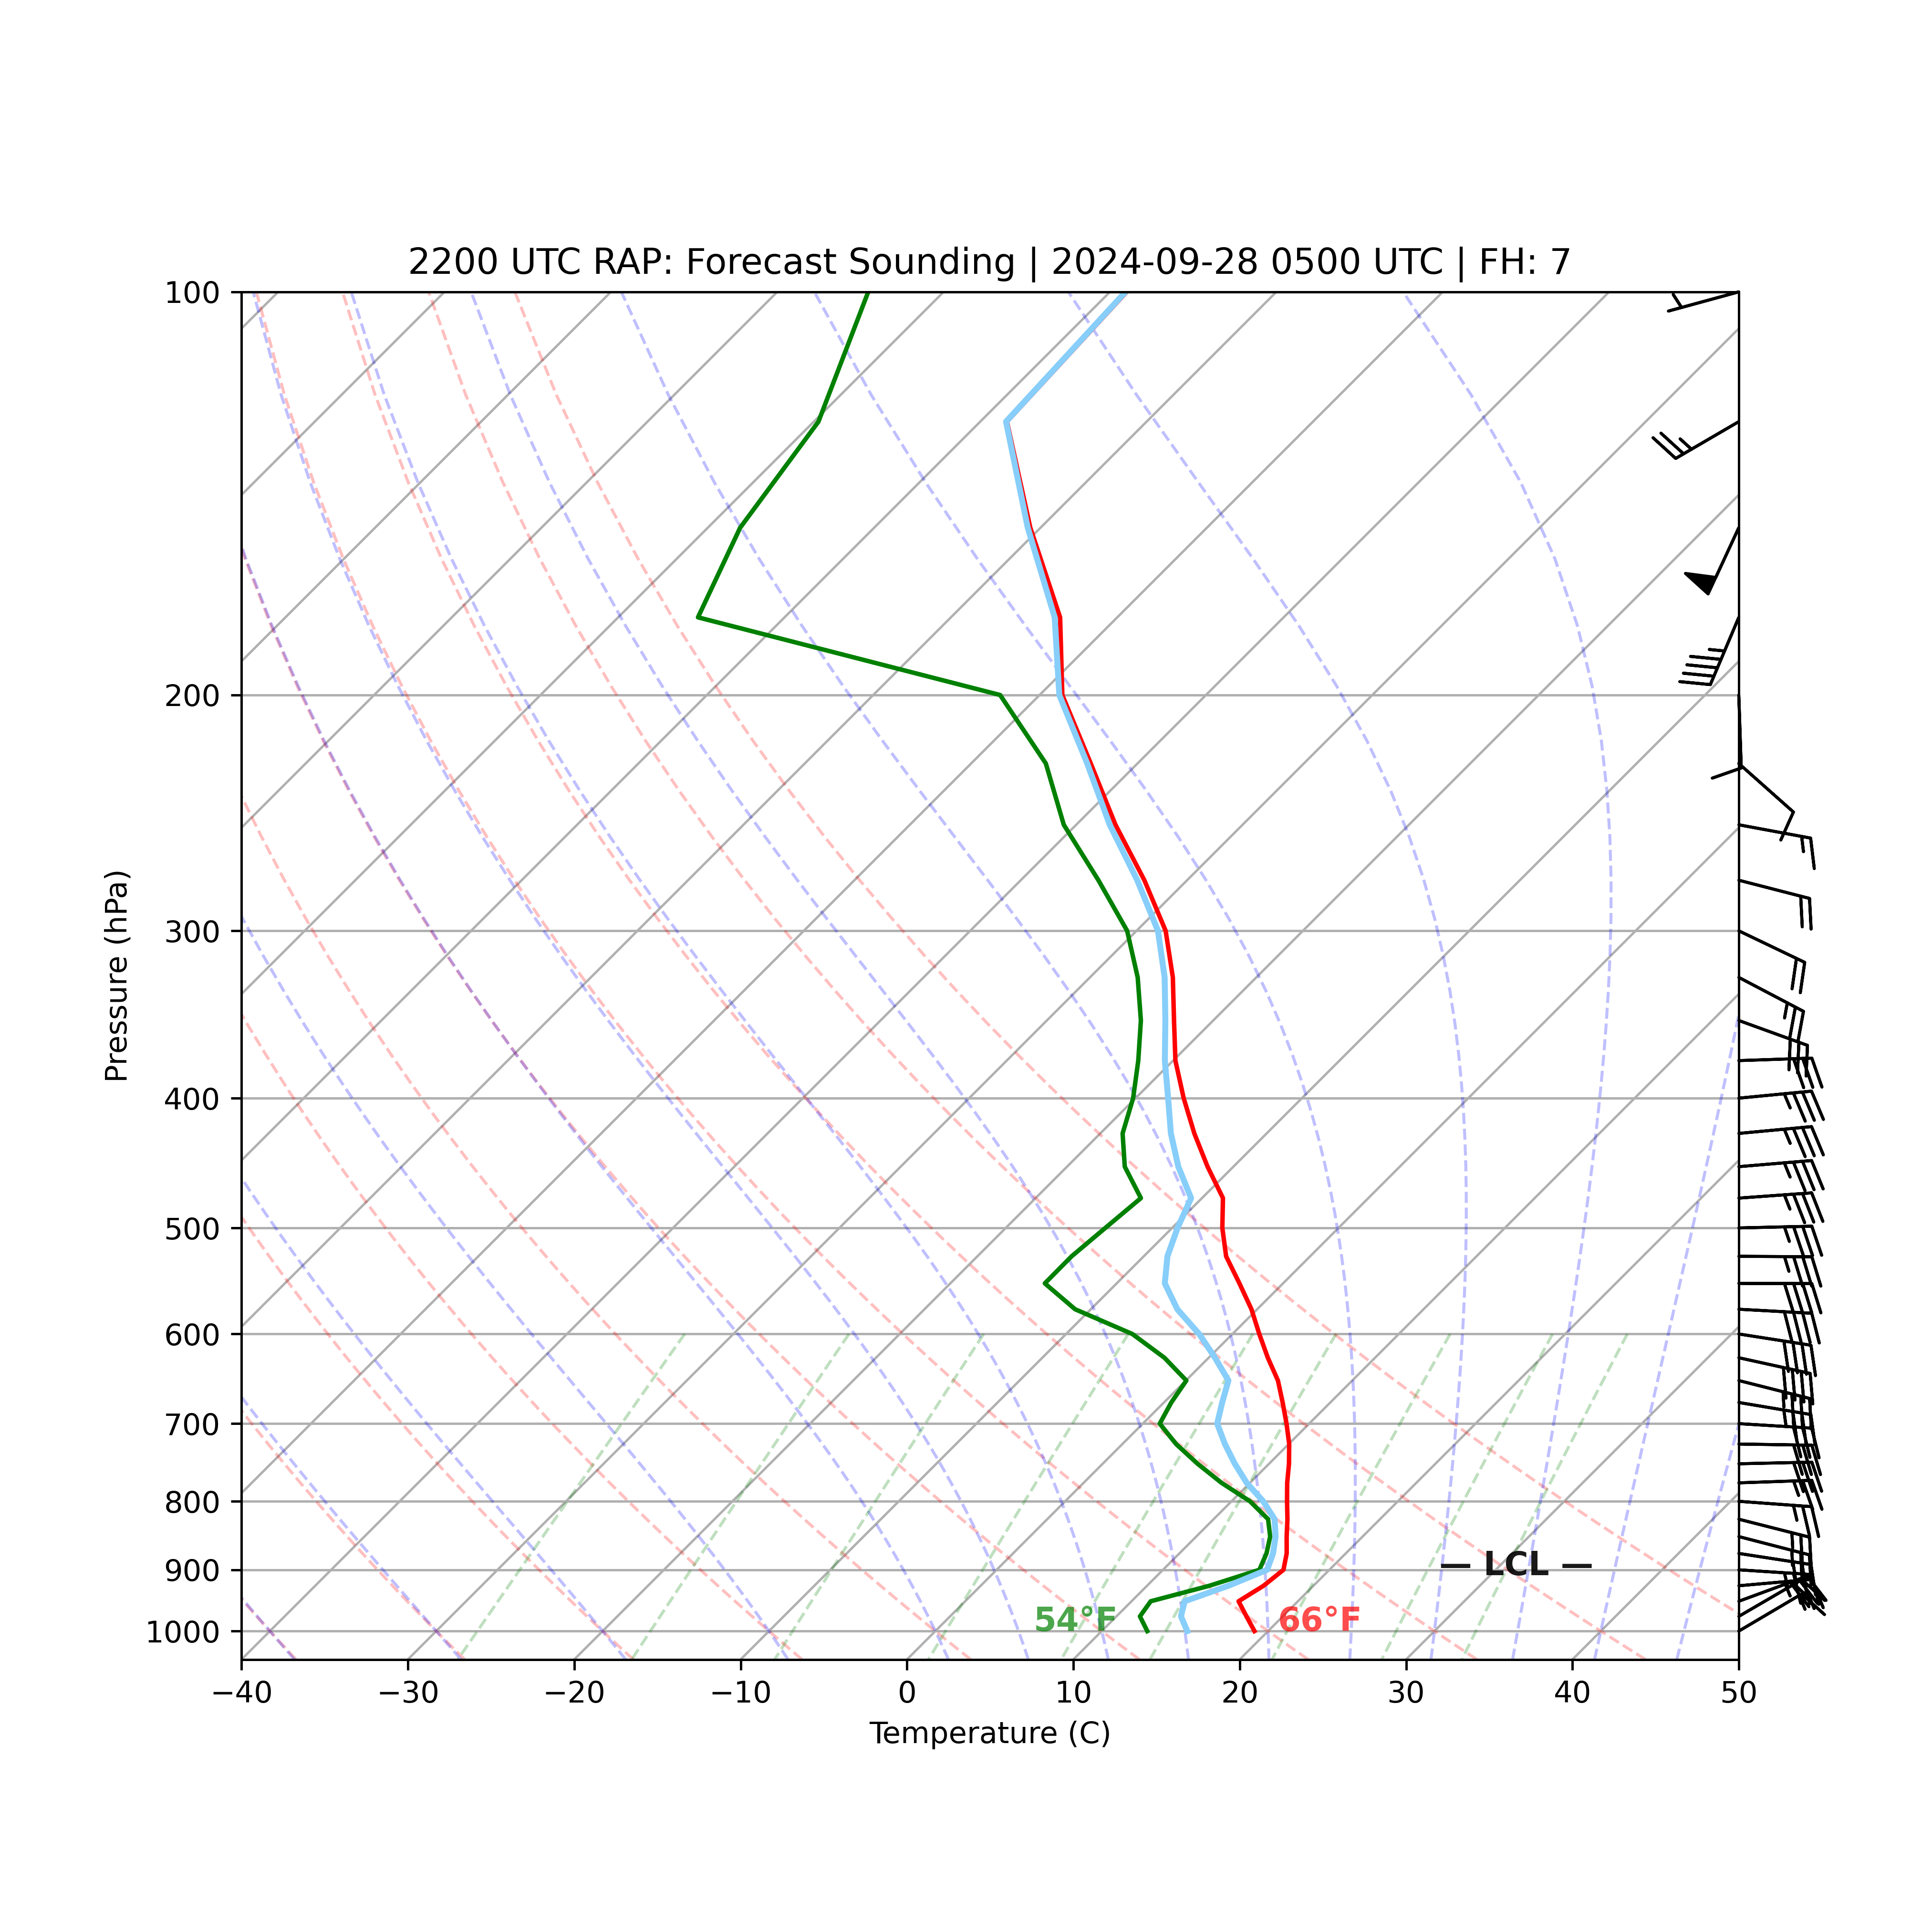 2200 UTC RAP: Forecast Sounding | 2024-09-28 0500 UTC | FH: 7
100
200
300
400
500
600
700
800
900
1000
Pressure (hPa)
— LCL —
54°F
66°F
−40 −30 −20 −10 0 10 20 30 40 50
Temperature (C)